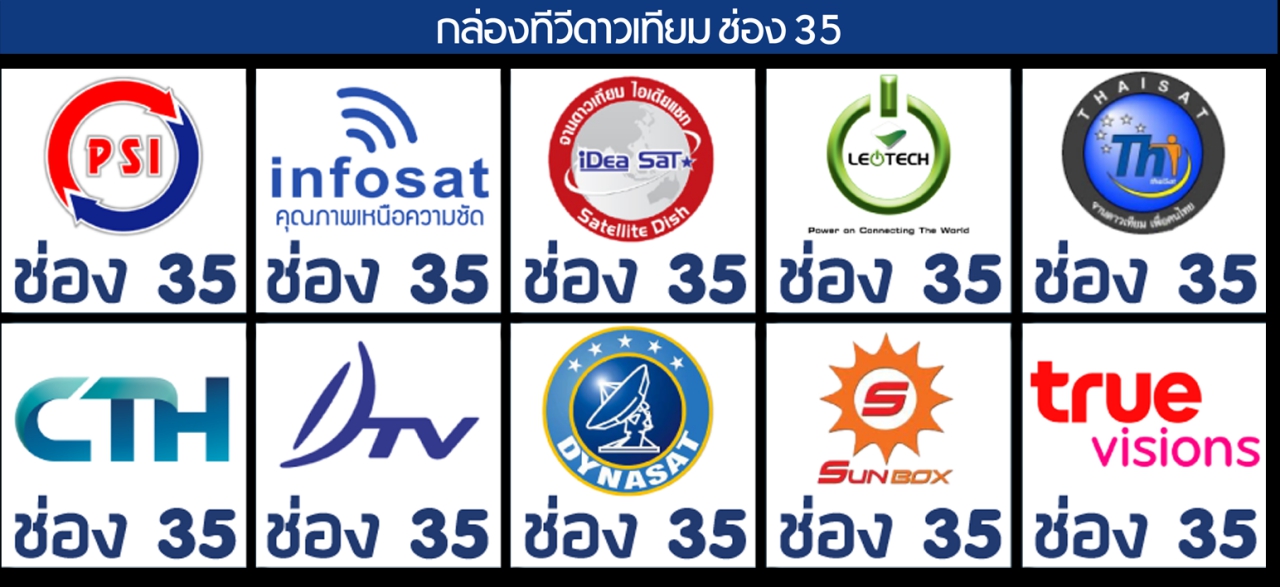 กล่องทีวีดาวเทียม ช่อง 35
PSI
ช่อง 35
infosat
คุณภาพเหนือความชัด
ช่อง 35
จานดาวเทียม ไอเดียแซท
iDea SaT
Satellite Dish
ช่อง 35
LEOTECH
Power on Connecting The World
ช่อง 35
THAISAT
Th
thaiSat
จานดาวเทียม เพื่อคนไทย
ช่อง 35
CTH
ช่อง 35
DTV
ช่อง 35
DYNASAT
ช่อง 35
S
SUNBOX
ช่อง 35
true
visions
ช่อง 35